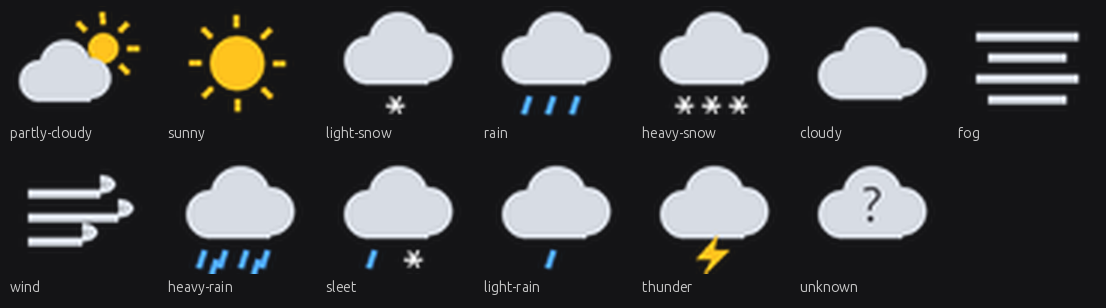 partly-cloudy
sunny
light-snow
rain
heavy-snow
cloudy
fog
?
wind
heavy-rain
sleet
light-rain
thunder
unknown